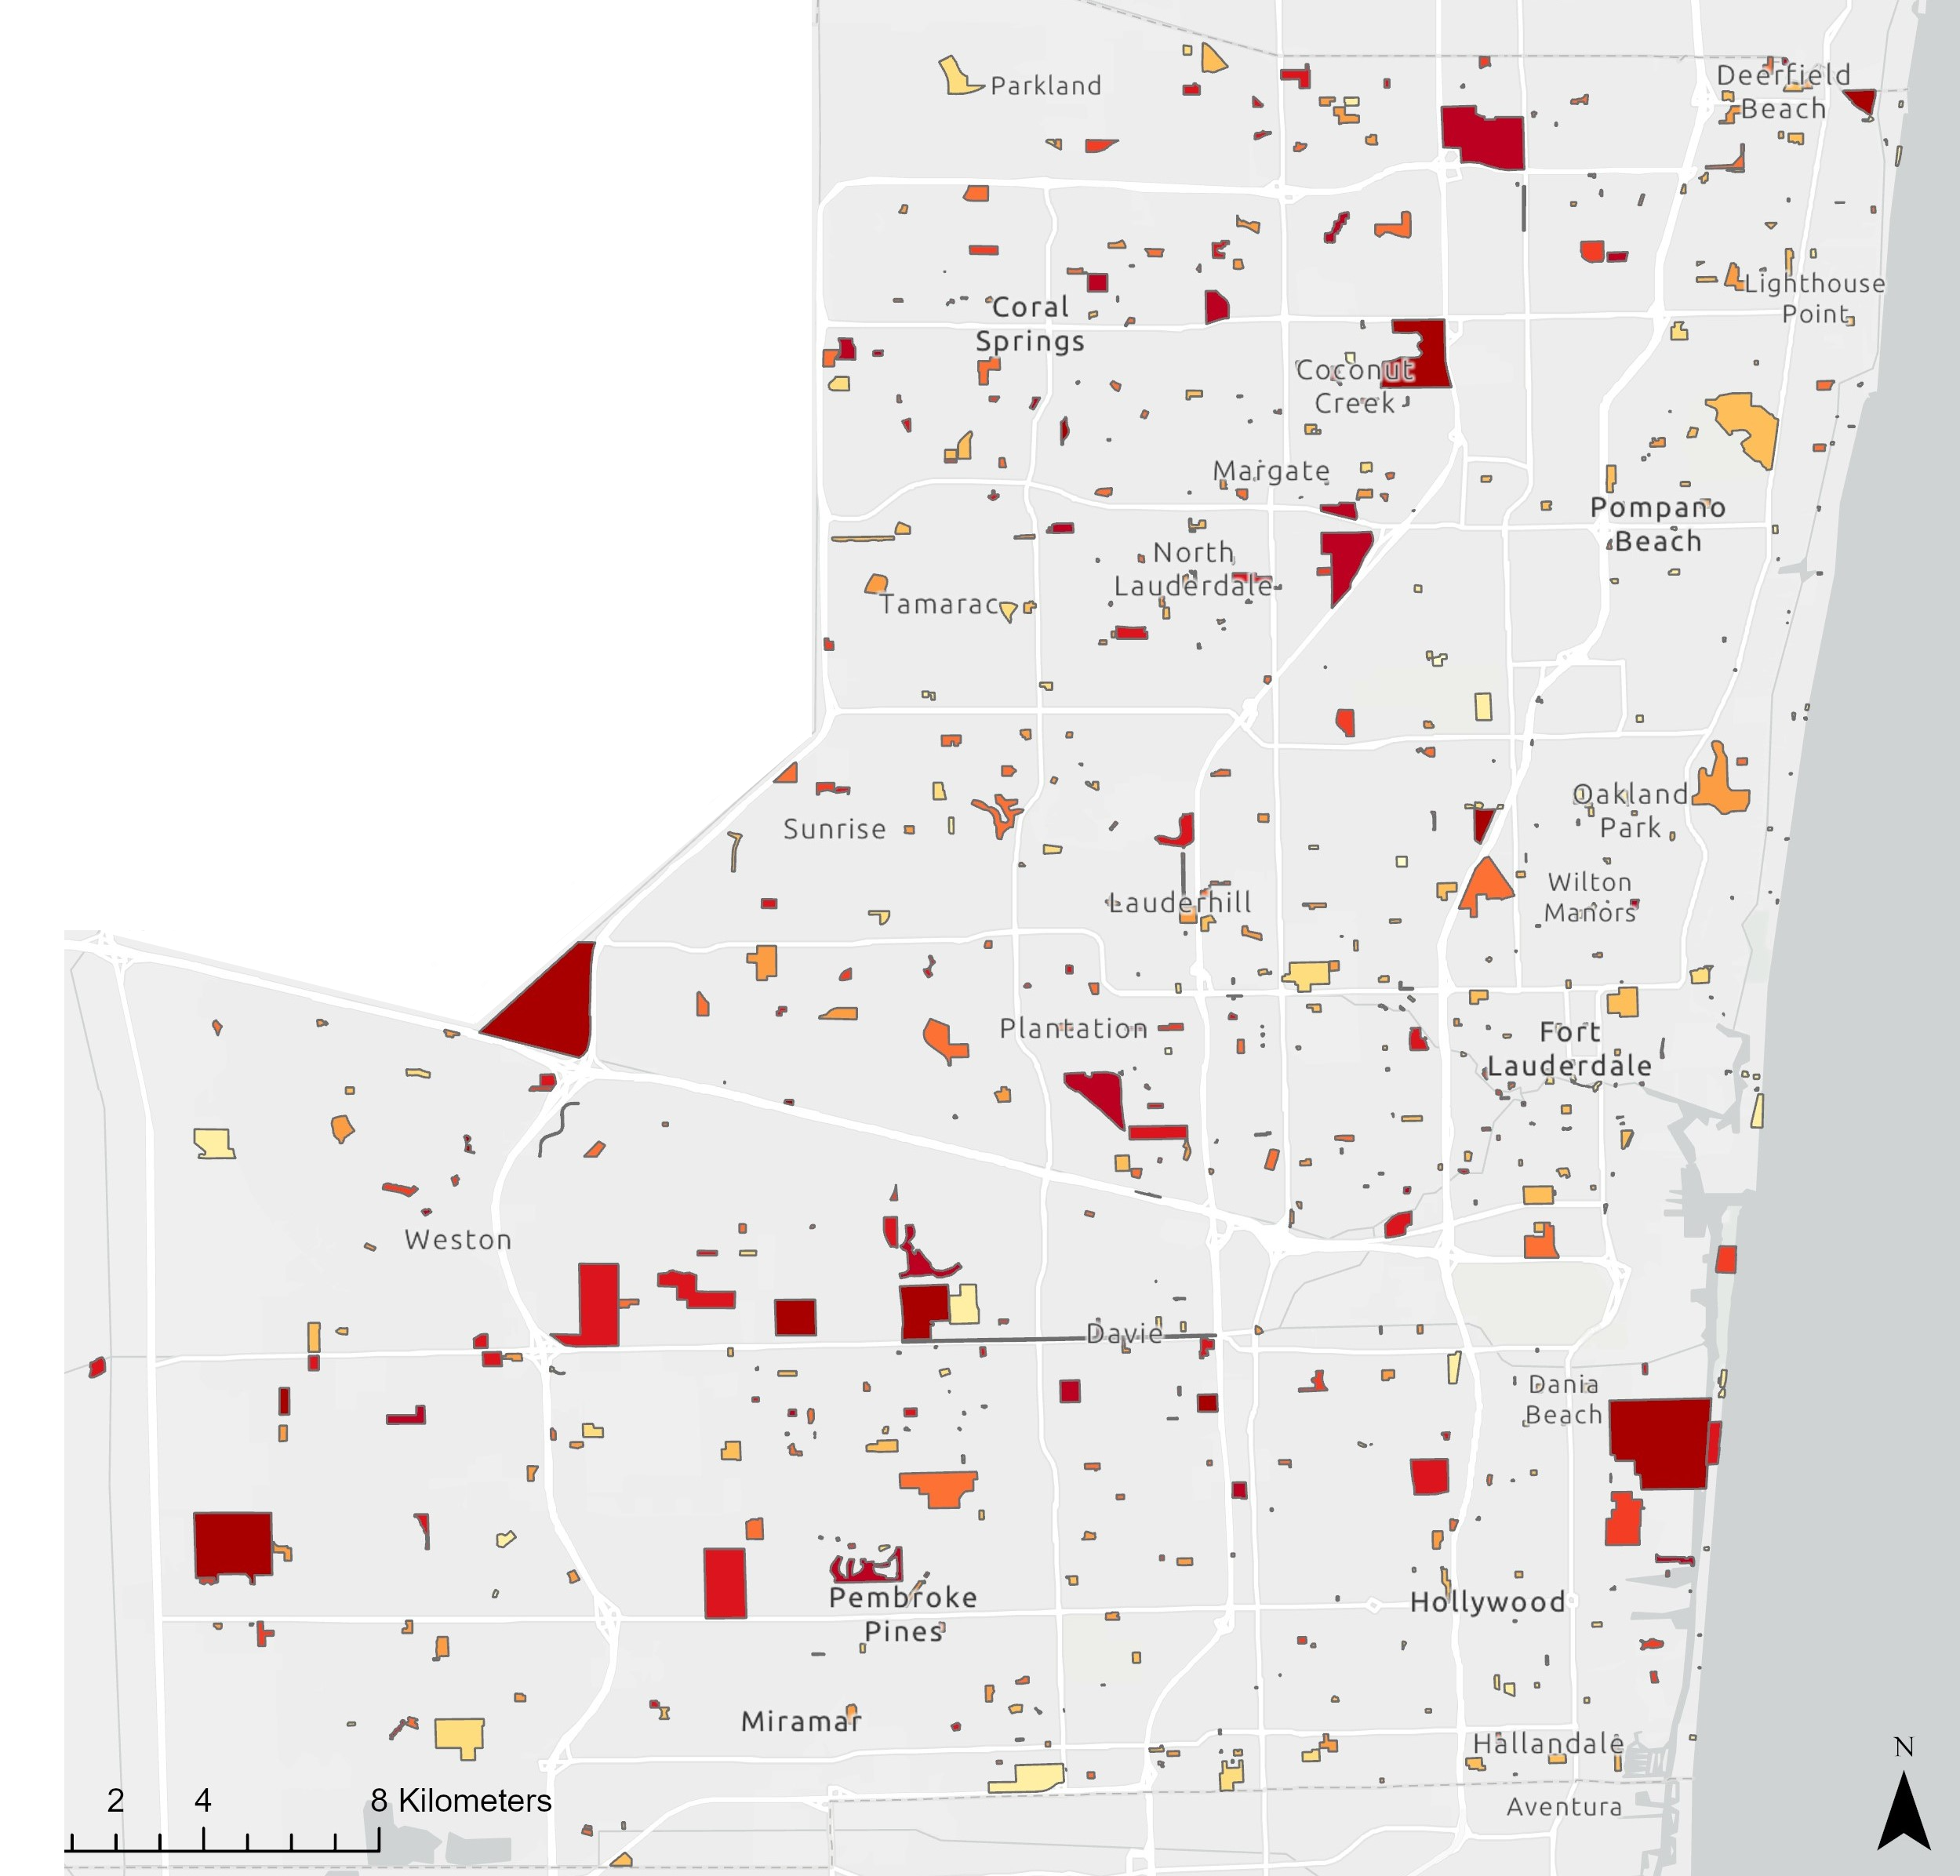 Parkland
Deerfield
Beach
Lighthouse
Point
Coral
Springs
Coconut
Creek
Margate
Pompano
Beach
North
Lauderdale
Tamarac
Oakland
Park
Sunrise
Wilton
Manors
Lauderhill
Plantation
Fort
Lauderdale
Weston
Davie
Dania
Beach
Pembroke
Pines
Hollywood
Miramar
Hallandale
N
2 4 8 Kilometers
Aventura